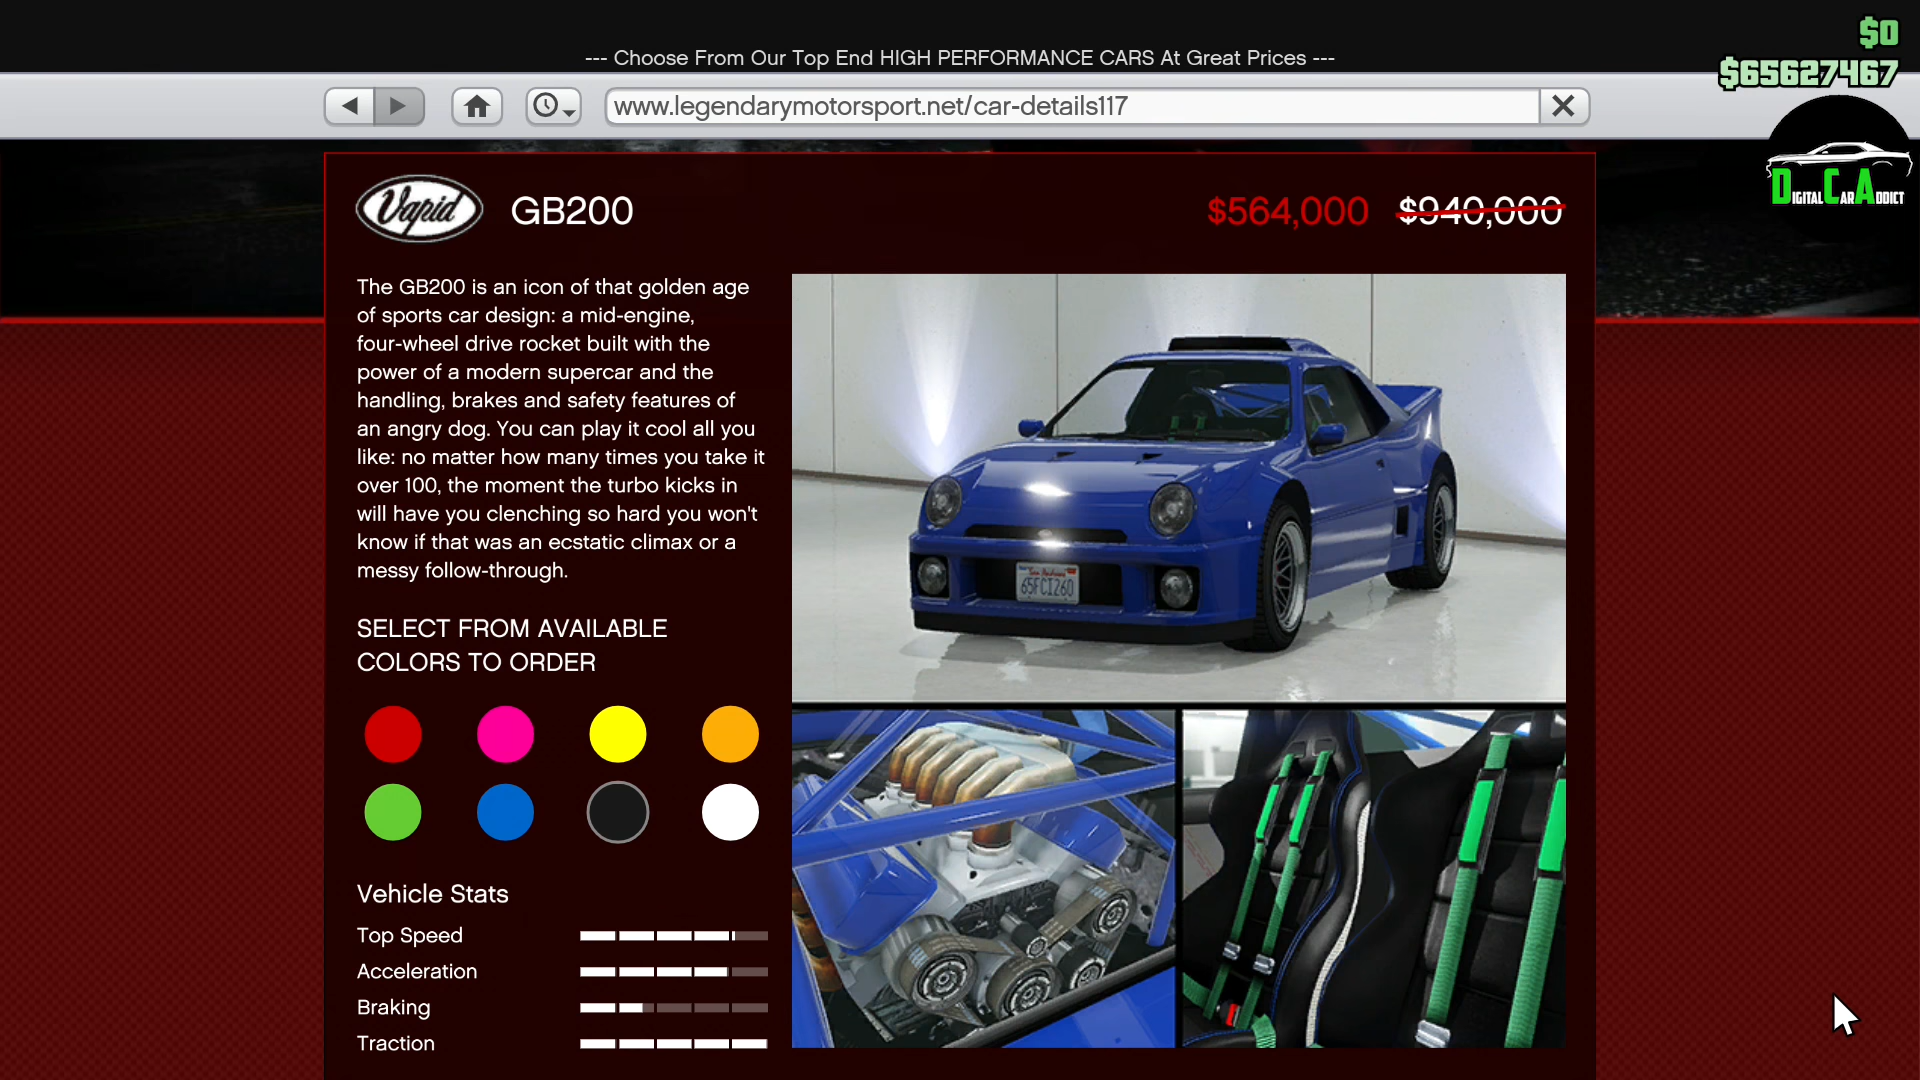 $0
--- Choose From Our Top End HIGH PERFORMANCE CARS At Great Prices ---
$65627467
www.legendarymotorsport.net/car-details117
DIGITALCARADDICT
Vapid
GB200
$564,000 $940,000
The GB200 is an icon of that golden age
of sports car design: a mid-engine,
four-wheel drive rocket built with the
power of a modern supercar and the
handling, brakes and safety features of
an angry dog. You can play it cool all you
like: no matter how many times you take it
over 100, the moment the turbo kicks in
will have you clenching so hard you won't
know if that was an ecstatic climax or a
messy follow-through.
65FCI260
SELECT FROM AVAILABLE
COLORS TO ORDER
Vehicle Stats
Top Speed
Acceleration
Braking
Traction